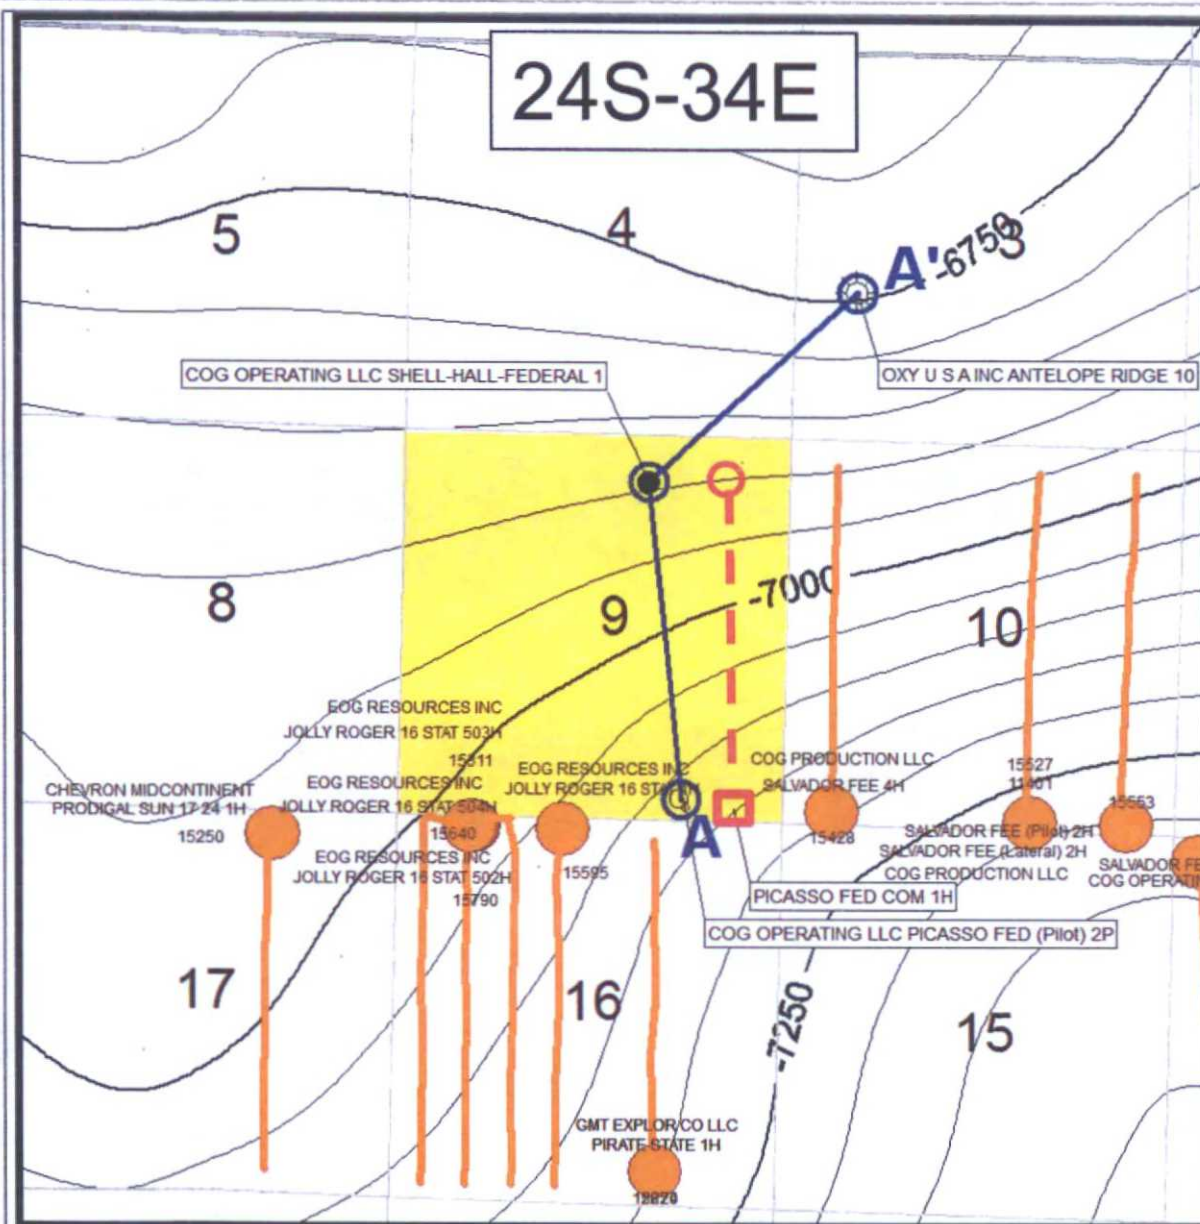 24S-34E
5
4
3
A'
-6750
COG OPERATING LLC SHELL-HALL-FEDERAL 1
OXY U S A INC ANTELOPE RIDGE 10
8
9
-7000
10
EOG RESOURCES INC
JOLLY ROGER 16 STAT 503H
15311
CHEVRON MIDCONTINENT
PRODIGAL SUN 17 24 1H
15250
EOG RESOURCES INC
JOLLY ROGER 16 STAT 504H
15640
EOG RESOURCES INC
JOLLY ROGER 16 STAT 502H
15790
EOG RESOURCES INC
JOLLY ROGER 16 STAT
15595
A
COG PRODUCTION LLC
SALVADOR FEE 4H
15428
15527
11401
SALVADOR FEE (Pilot) 2H
SALVADOR FEE (Lateral) 2H
COG PRODUCTION LLC
15553
SALVADOR FE
COG OPERATIN
PICASSO FED COM 1H
COG OPERATING LLC PICASSO FED (Pilot) 2P
17
16
-7250
15
GMT EXPLOR CO LLC
PIRATE STATE 1H